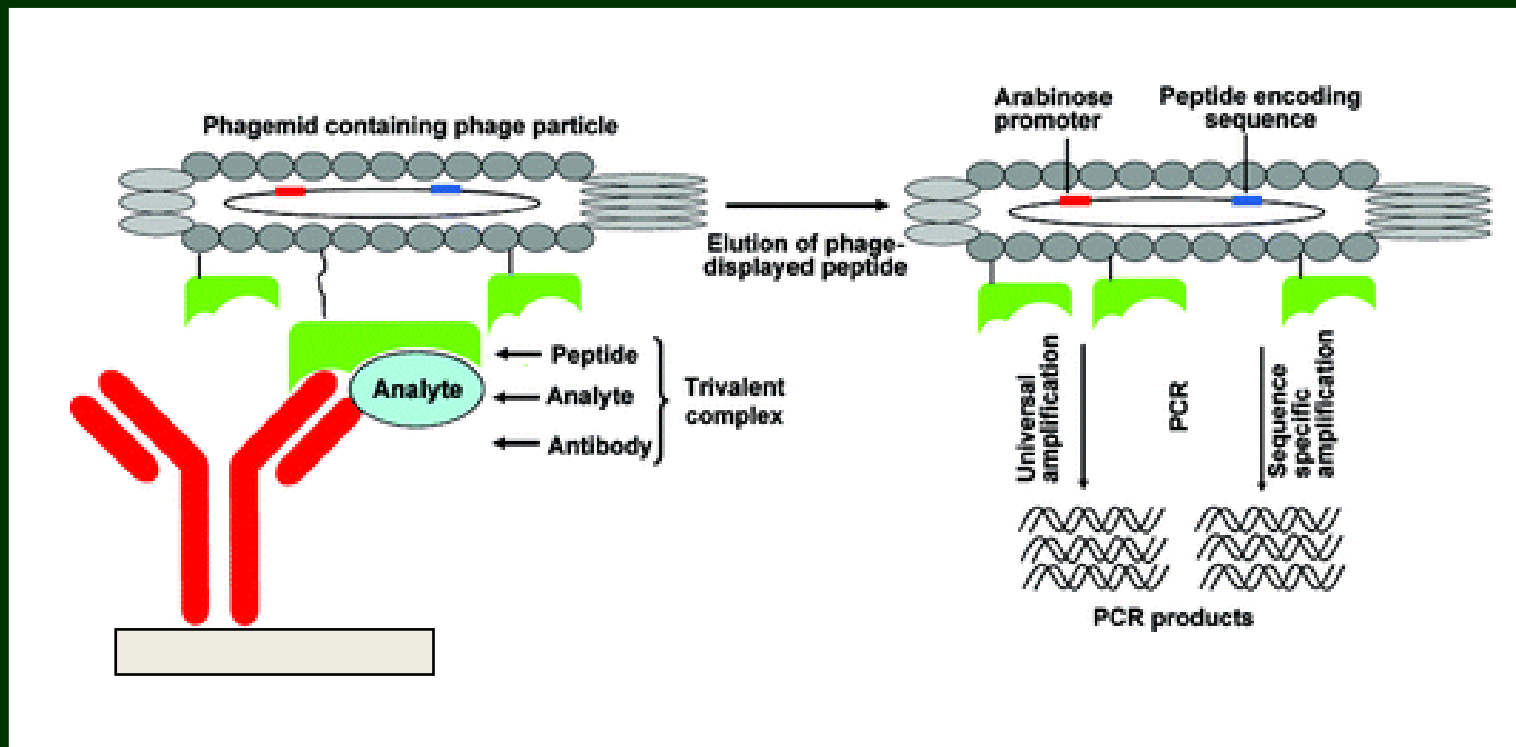 Phagemid containing phage particle
Arabinose
promoter
Peptide encoding
sequence
Elution of phage-
displayed peptide
Peptide
Analyte
Analyte
Antibody
Trivalent
complex
Universal
amplification
PCR
Sequence
specific
amplification
PCR products